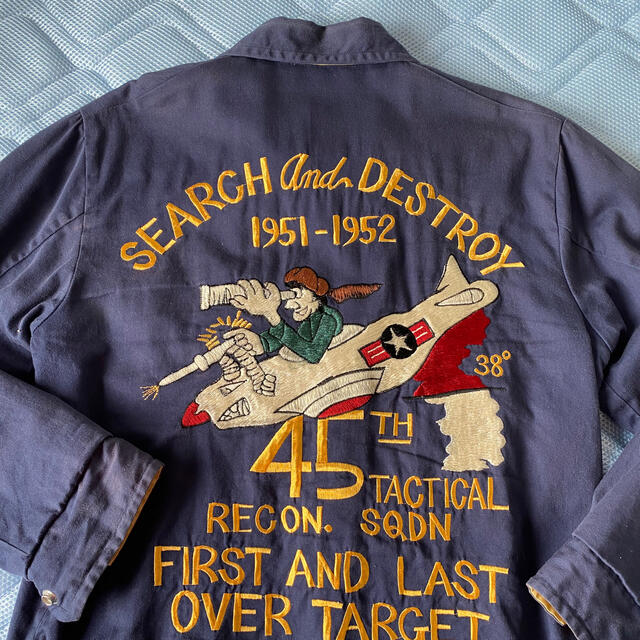 SEARCH And DESTROY
1951-1952
38°
45TH
TACTICAL
RECON. SQDN
FIRST AND LAST
OVER TARGET